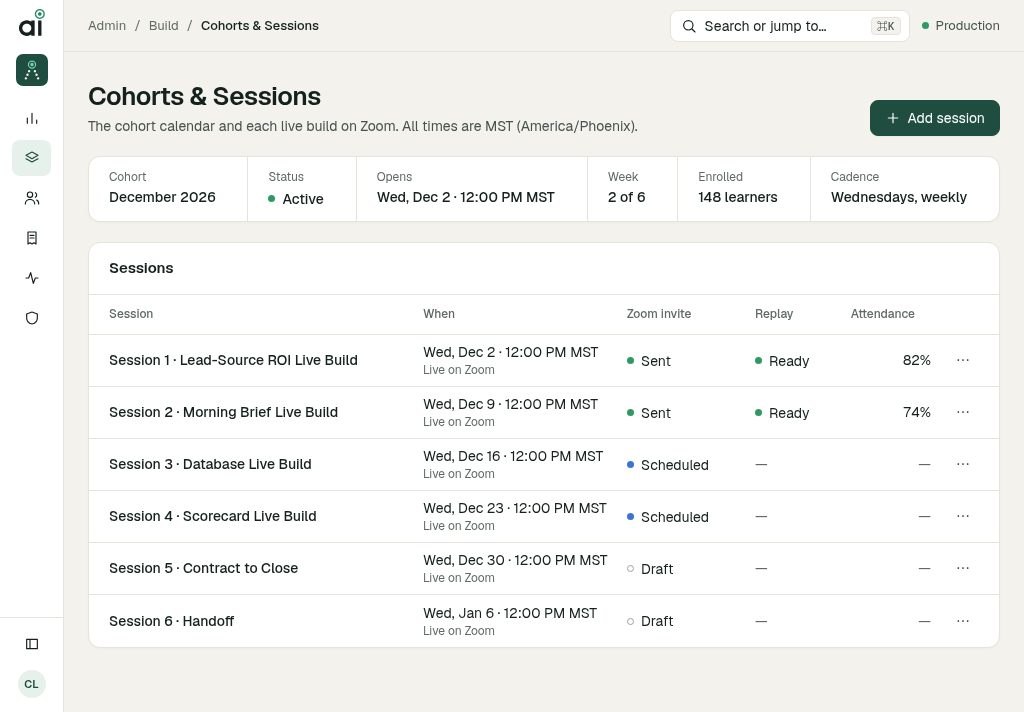 ai
Admin / Build / Cohorts & Sessions
Search or jump to… ⌘K
Production
Cohorts & Sessions
The cohort calendar and each live build on Zoom. All times are MST (America/Phoenix).
+ Add session
Cohort Status Opens Week Enrolled Cadence
December 2026 Active Wed, Dec 2 · 12:00 PM MST 2 of 6 148 learners Wednesdays, weekly
Sessions
Session When Zoom invite Replay Attendance
Session 1 · Lead-Source ROI Live Build Wed, Dec 2 · 12:00 PM MST Sent Ready 82% ···
Live on Zoom
Session 2 · Morning Brief Live Build Wed, Dec 9 · 12:00 PM MST Sent Ready 74% ···
Live on Zoom
Session 3 · Database Live Build Wed, Dec 16 · 12:00 PM MST Scheduled — — ···
Live on Zoom
Session 4 · Scorecard Live Build Wed, Dec 23 · 12:00 PM MST Scheduled — — ···
Live on Zoom
Session 5 · Contract to Close Wed, Dec 30 · 12:00 PM MST Draft — — ···
Live on Zoom
Session 6 · Handoff Wed, Jan 6 · 12:00 PM MST Draft — — ···
Live on Zoom
CL